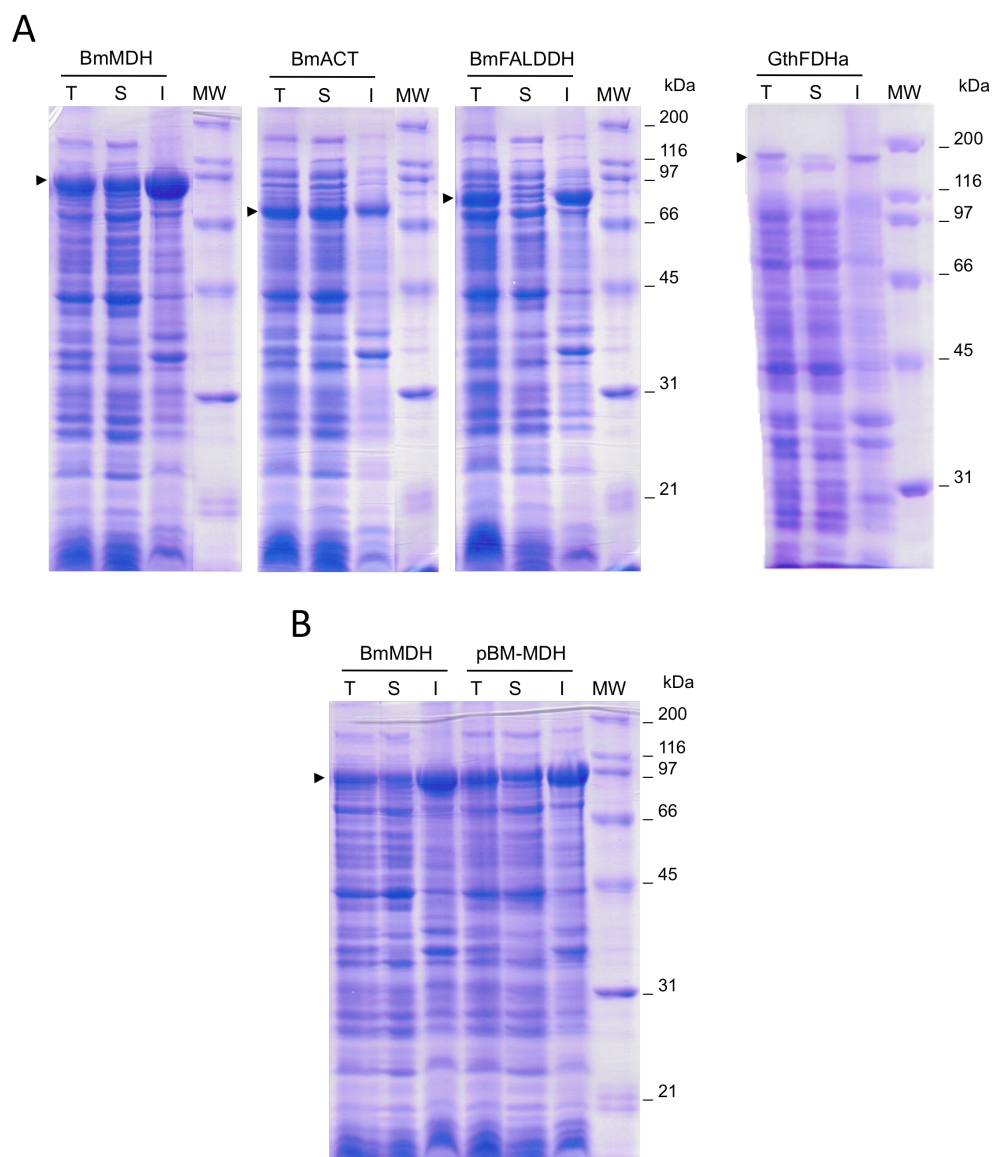 A
BmMDH BmACT BmFALDDH GthFDHa
kDa kDa
T S I MW T S I MW T S I MW T S I MW
200
116
97
66
45
31
21
200
116
97
66
45
31
B
BmMDH pBM-MDH
kDa
T S I T S I MW
200
116
97
66
45
31
21